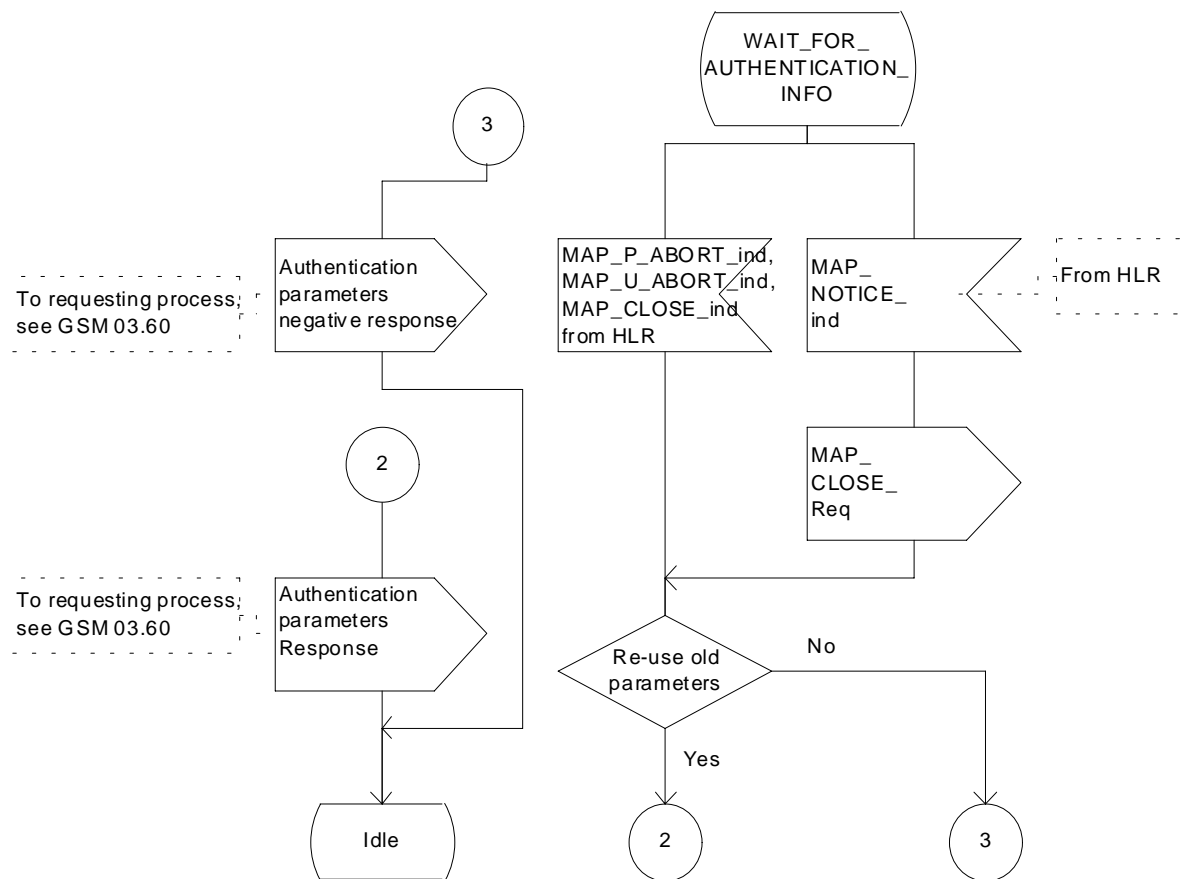 WAIT_FOR_
AUTHENTICATION_
INFO
3
Authentication
parameters
negative response
To requesting process,
see GSM 03.60
MAP_P_ABORT_ind,
MAP_U_ABORT_ind,
MAP_CLOSE_ind
from HLR
MAP_
NOTICE_
ind
From HLR
2
MAP_
CLOSE_
Req
To requesting process,
see GSM 03.60
Authentication
parameters
Response
Re-use old
parameters
No
Yes
Idle
2
3